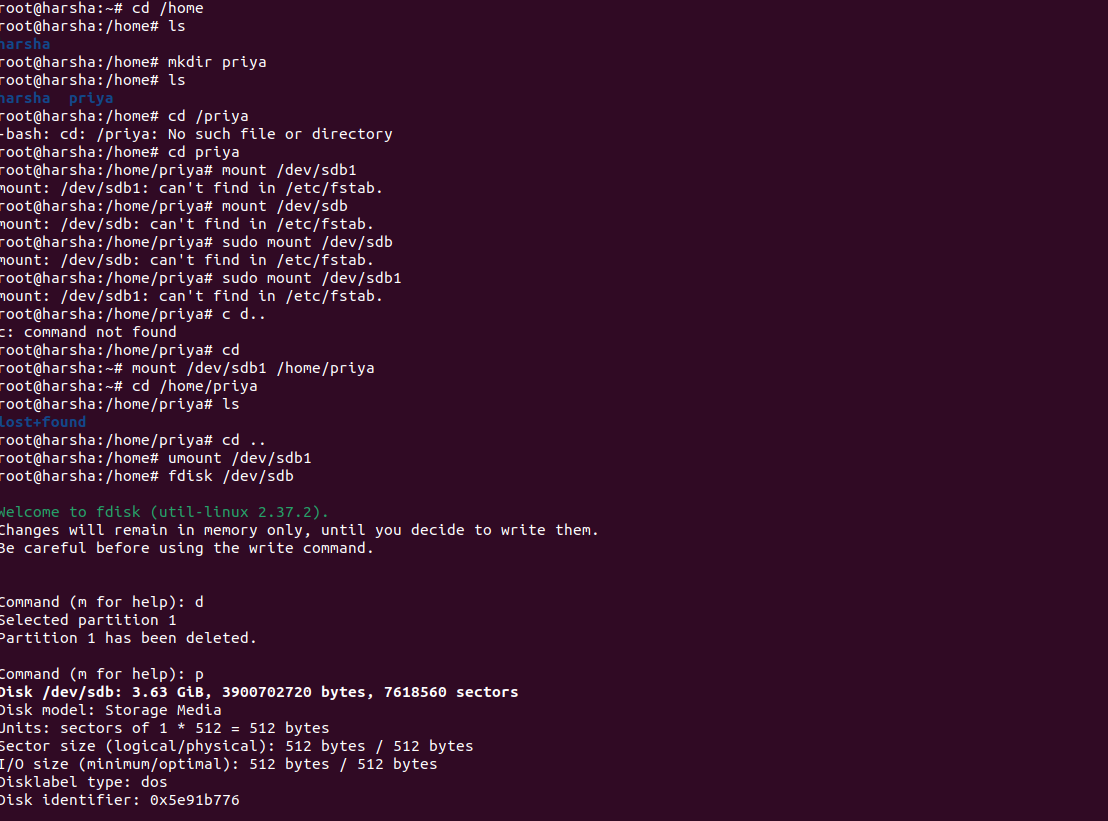 root@harsha:~# cd /home
root@harsha:/home# ls
harsha
root@harsha:/home# mkdir priya
root@harsha:/home# ls
harsha  priya
root@harsha:/home# cd /priya
-bash: cd: /priya: No such file or directory
root@harsha:/home# cd priya
root@harsha:/home/priya# mount /dev/sdb1
mount: /dev/sdb1: can't find in /etc/fstab.
root@harsha:/home/priya# mount /dev/sdb
mount: /dev/sdb: can't find in /etc/fstab.
root@harsha:/home/priya# sudo mount /dev/sdb
mount: /dev/sdb: can't find in /etc/fstab.
root@harsha:/home/priya# sudo mount /dev/sdb1
mount: /dev/sdb1: can't find in /etc/fstab.
root@harsha:/home/priya# c d..
c: command not found
root@harsha:/home/priya# cd
root@harsha:~# mount /dev/sdb1 /home/priya
root@harsha:~# cd /home/priya
root@harsha:/home/priya# ls
lost+found
root@harsha:/home/priya# cd ..
root@harsha:/home# umount /dev/sdb1
root@harsha:/home# fdisk /dev/sdb
Welcome to fdisk (util-linux 2.37.2).
Changes will remain in memory only, until you decide to write them.
Be careful before using the write command.
Command (m for help): d
Selected partition 1
Partition 1 has been deleted.
Command (m for help): p
Disk /dev/sdb: 3.63 GiB, 3900702720 bytes, 7618560 sectors
Disk model: Storage Media
Units: sectors of 1 * 512 = 512 bytes
Sector size (logical/physical): 512 bytes / 512 bytes
I/O size (minimum/optimal): 512 bytes / 512 bytes
Disklabel type: dos
Disk identifier: 0x5e91b776